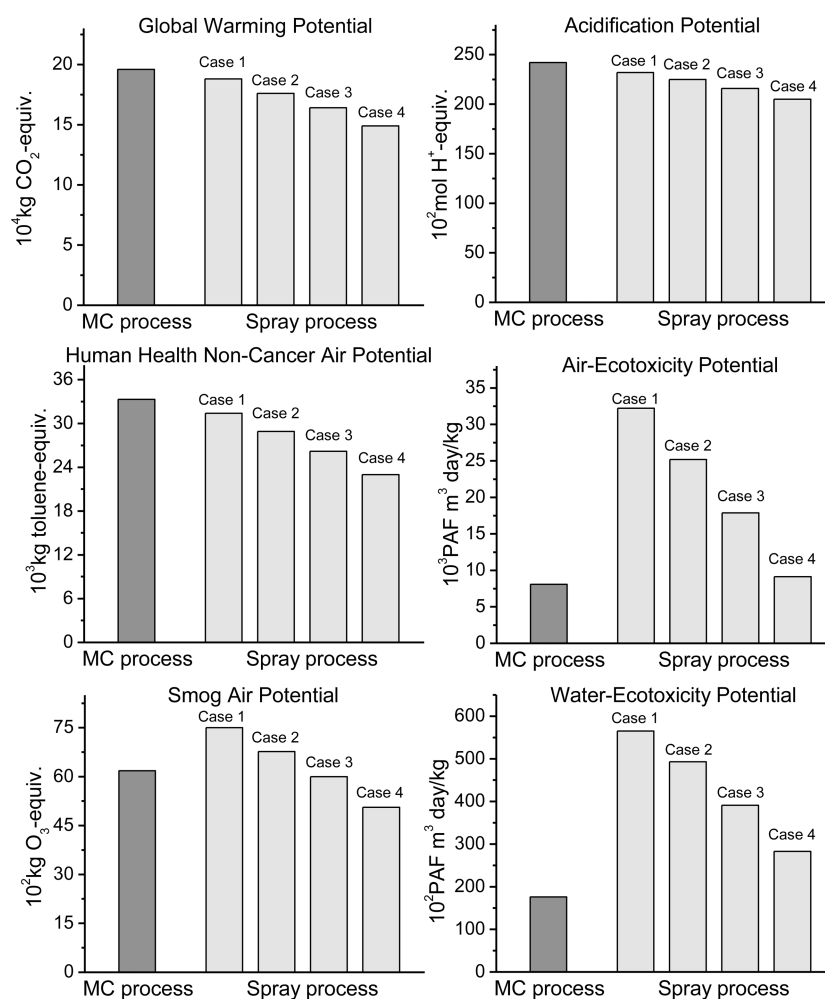 Global Warming Potential
20
15
10
5
0
10⁴kg CO₂-equiv.
Case 1
Case 2
Case 3
Case 4
MC process
Spray process
Acidification Potential
250
200
150
100
50
0
10²mol H⁺-equiv.
Case 1
Case 2
Case 3
Case 4
MC process
Spray process
Human Health Non-Cancer Air Potential
36
30
24
18
12
6
0
10³kg toluene-equiv.
Case 1
Case 2
Case 3
Case 4
MC process
Spray process
Air-Ecotoxicity Potential
35
30
25
20
15
10
5
0
10³PAF m³ day/kg
Case 1
Case 2
Case 3
Case 4
MC process
Spray process
Smog Air Potential
75
60
45
30
15
0
10²kg O₃-equiv.
Case 1
Case 2
Case 3
Case 4
MC process
Spray process
Water-Ecotoxicity Potential
600
500
400
300
200
100
0
10²PAF m³ day/kg
Case 1
Case 2
Case 3
Case 4
MC process
Spray process